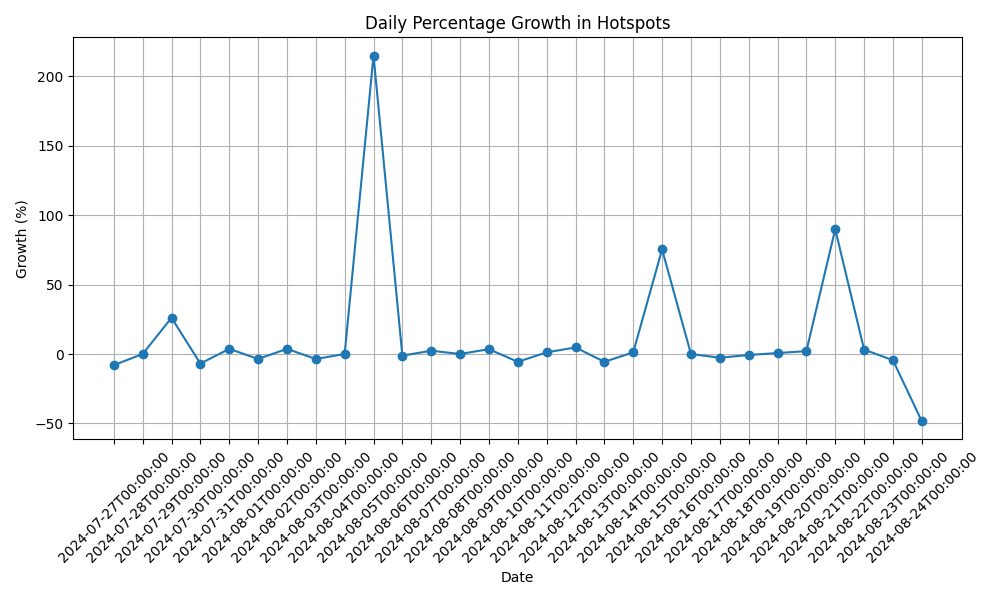 Daily Percentage Growth in Hotspots
200
150
100
50
0
−50
Growth (%)
2024-07-27T00:00:00
2024-07-28T00:00:00
2024-07-29T00:00:00
2024-07-30T00:00:00
2024-07-31T00:00:00
2024-08-01T00:00:00
2024-08-02T00:00:00
2024-08-03T00:00:00
2024-08-04T00:00:00
2024-08-05T00:00:00
2024-08-06T00:00:00
2024-08-07T00:00:00
2024-08-08T00:00:00
2024-08-09T00:00:00
2024-08-10T00:00:00
2024-08-11T00:00:00
2024-08-12T00:00:00
2024-08-13T00:00:00
2024-08-14T00:00:00
2024-08-15T00:00:00
2024-08-16T00:00:00
2024-08-17T00:00:00
2024-08-18T00:00:00
2024-08-19T00:00:00
2024-08-20T00:00:00
2024-08-21T00:00:00
2024-08-22T00:00:00
2024-08-23T00:00:00
2024-08-24T00:00:00
Date